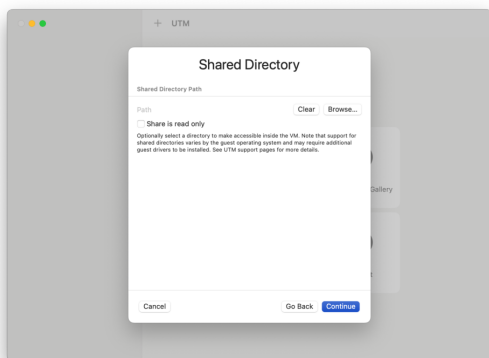 UTM
Shared Directory
Shared Directory Path
Path
Clear
Browse...
Share is read only
Optionally select a directory to make accessible inside the VM. Note that support for
shared directories varies by the guest operating system and may require additional
guest drivers to be installed. See UTM support pages for more details.
Gallery
Cancel
Go Back
Continue